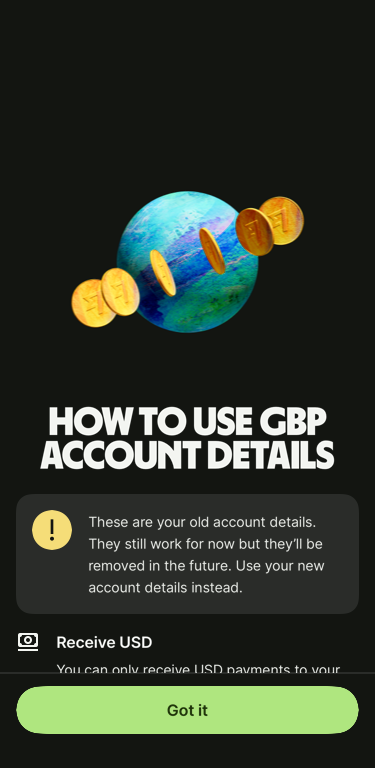 HOW TO USE GBP
ACCOUNT DETAILS
These are your old account details.
They still work for now but they'll be
removed in the future. Use your new
account details instead.
Receive USD
You can only receive USD payments to your
Got it